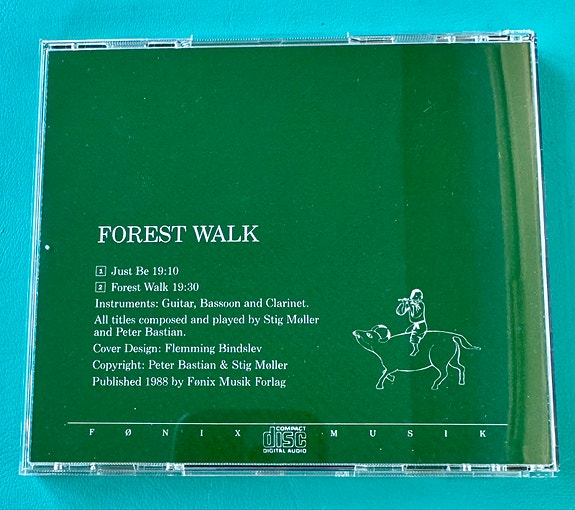 FOREST WALK
1 Just Be 19:10
2 Forest Walk 19:30
Instruments: Guitar, Bassoon and Clarinet.
All titles composed and played by Stig Møller
and Peter Bastian.
Cover Design: Flemming Bindslev
Copyright: Peter Bastian & Stig Møller
Published 1988 by Fønix Musik Forlag
FØNIX MUSIK
COMPACT
disc
DIGITAL AUDIO